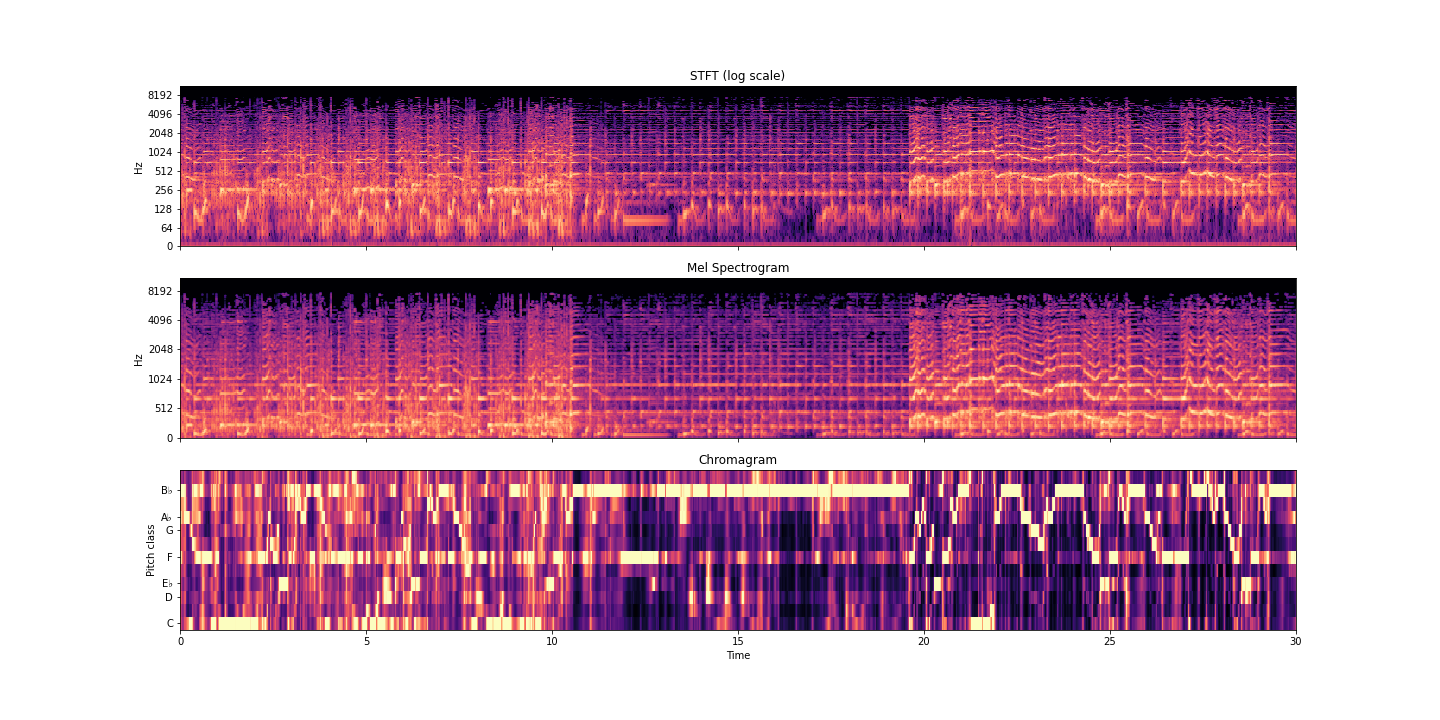 STFT (log scale)
8192
4096
2048
1024
512
256
128
64
0
Hz
Mel Spectrogram
8192
4096
2048
1024
512
0
Hz
Chromagram
B♭
A♭
G
F
E♭
D
C
Pitch class
0 5 10 15 20 25 30
Time